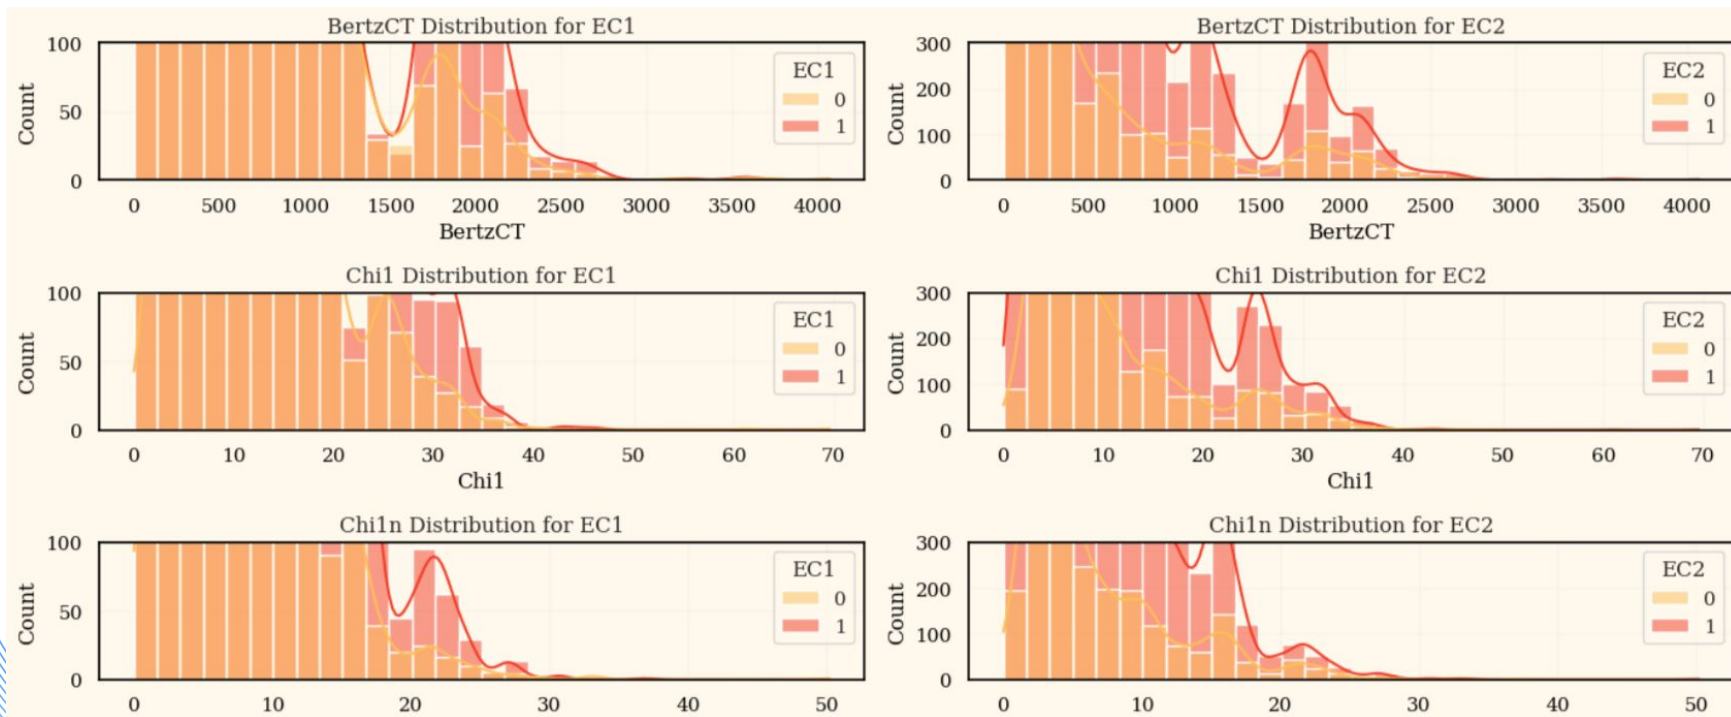 BertzCT Distribution for EC1
100
50
0
Count
EC1
0
1
0 500 1000 1500 2000 2500 3000 3500 4000
BertzCT
BertzCT Distribution for EC2
300
200
100
0
Count
EC2
0
1
0 500 1000 1500 2000 2500 3000 3500 4000
BertzCT
Chi1 Distribution for EC1
100
50
0
Count
EC1
0
1
0 10 20 30 40 50 60 70
Chi1
Chi1 Distribution for EC2
300
200
100
0
Count
EC2
0
1
0 10 20 30 40 50 60 70
Chi1
Chi1n Distribution for EC1
100
50
0
Count
EC1
0
1
0 10 20 30 40 50
Chi1n Distribution for EC2
300
200
100
0
Count
EC2
0
1
0 10 20 30 40 50